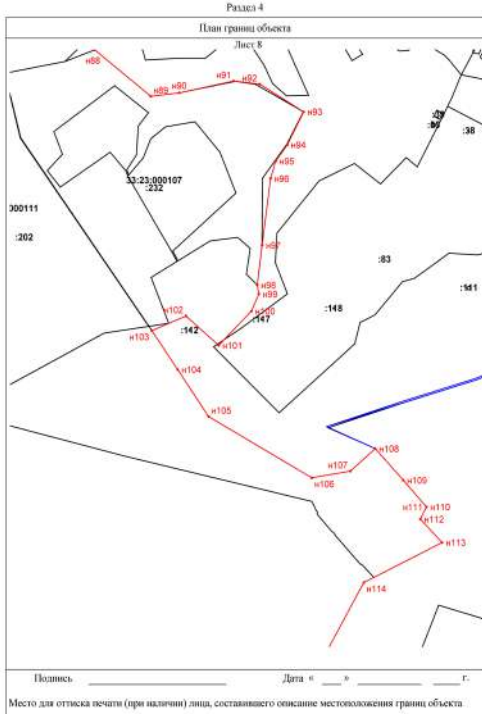 Раздел 4
План границ объекта
Лист 8
н88
н89
н90
н91
н92
н93
н94
н95
н96
33:23:000107
:232
:38
000111
:202
н97
:83
н98
н99
н100
:147
:148
:141
н102
н103
:142
н101
н104
н105
н108
н107
н106
н109
н110
н111
н112
н113
н114
Подпись Дата « » г.
Место для оттиска печати (при наличии) лица, составившего описание местоположения границ объекта